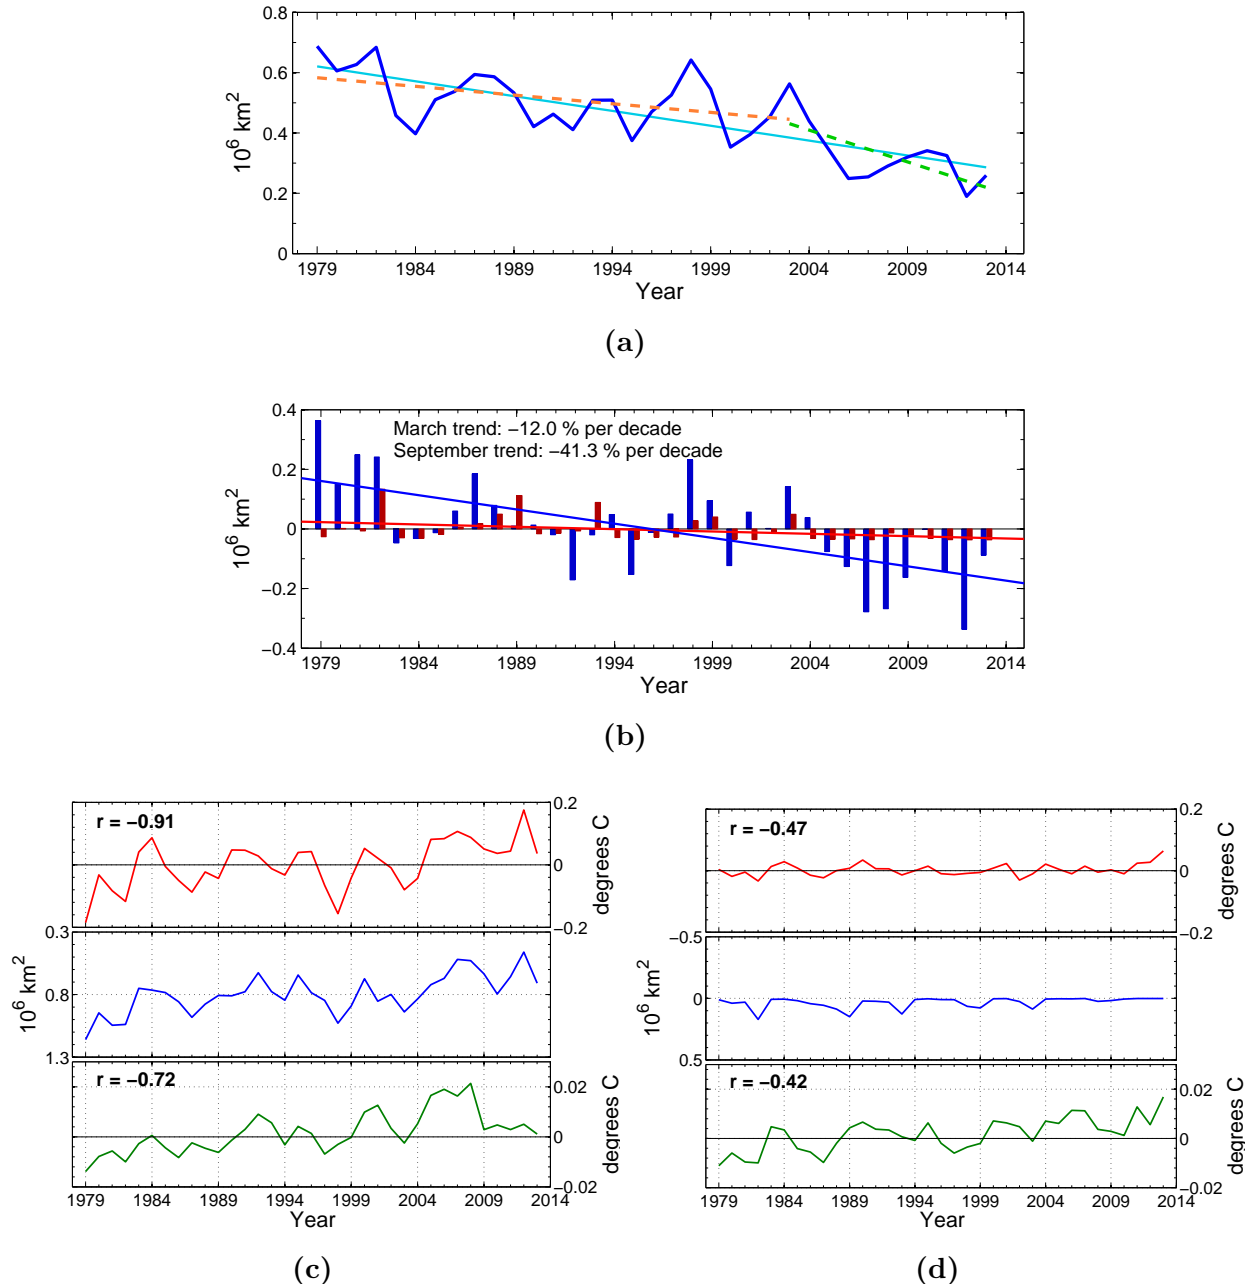 0.8
0.6
0.4
0.2
0
10^6 km^2
1979 1984 1989 1994 1999 2004 2009 2014
Year
(a)
0.4
0.2
0
−0.2
−0.4
10^6 km^2
March trend: −12.0 % per decade
September trend: −41.3 % per decade
1979 1984 1989 1994 1999 2004 2009 2014
Year
(b)
r = −0.91
0.2
0
−0.2
degrees C
0.3
0.8
1.3
10^6 km^2
r = −0.72
0.02
0
−0.02
degrees C
1979 1984 1989 1994 1999 2004 2009 2014
Year
(c)
r = −0.47
0.2
0
−0.2
degrees C
−0.5
0
0.5
10^6 km^2
r = −0.42
0.02
0
−0.02
degrees C
1979 1984 1989 1994 1999 2004 2009 2014
Year
(d)